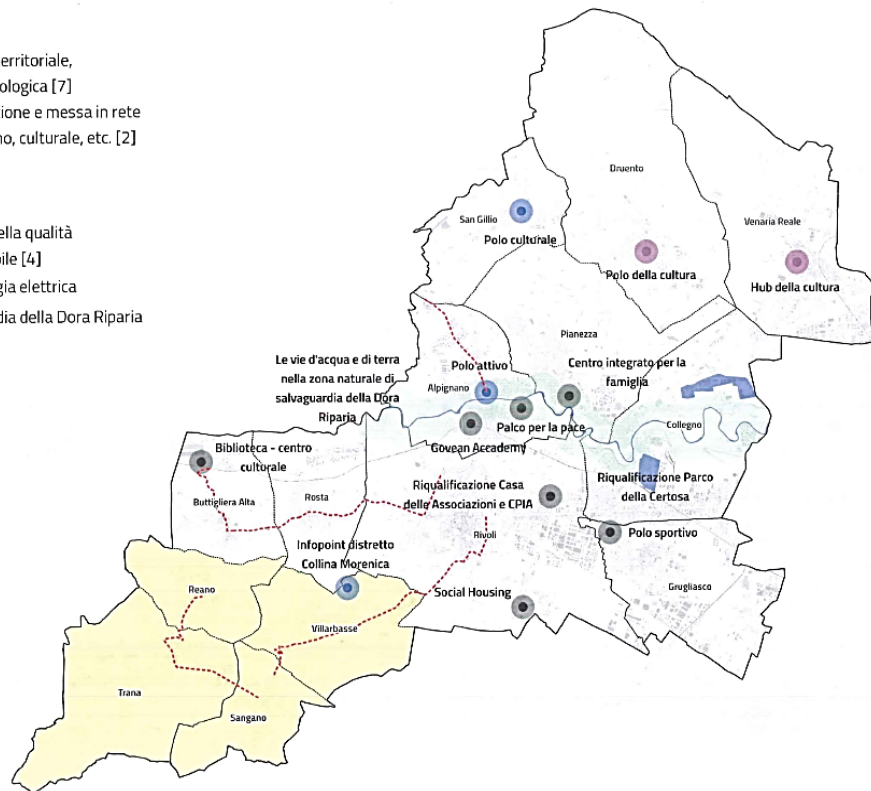 erritoriale,
ologica [7]
ione e messa in rete
no, culturale, etc. [2]
ella qualità
bile [4]
gia elettrica
dia della Dora Riparia
Druento
San Gillio
Polo culturale
Venaria Reale
Polo della cultura
Hub della cultura
Pianezza
Le vie d'acqua e di terra
nella zona naturale di
salvaguardia della Dora
Riparia
Polo attivo
Alpignano
Centro integrato per la
famiglia
Palco per la pace
Collegno
Govean Accademy
Biblioteca - centro
culturale
Buttigliera Alta
Rosta
Riqualificazione Casa
delle Associazioni e CPIA
Riqualificazione Parco
della Certosa
Rivoli
Polo sportivo
Infopoint distretto
Collina Morenica
Grugliasco
Social Housing
Reano
Villarbasse
Trana
Sangano